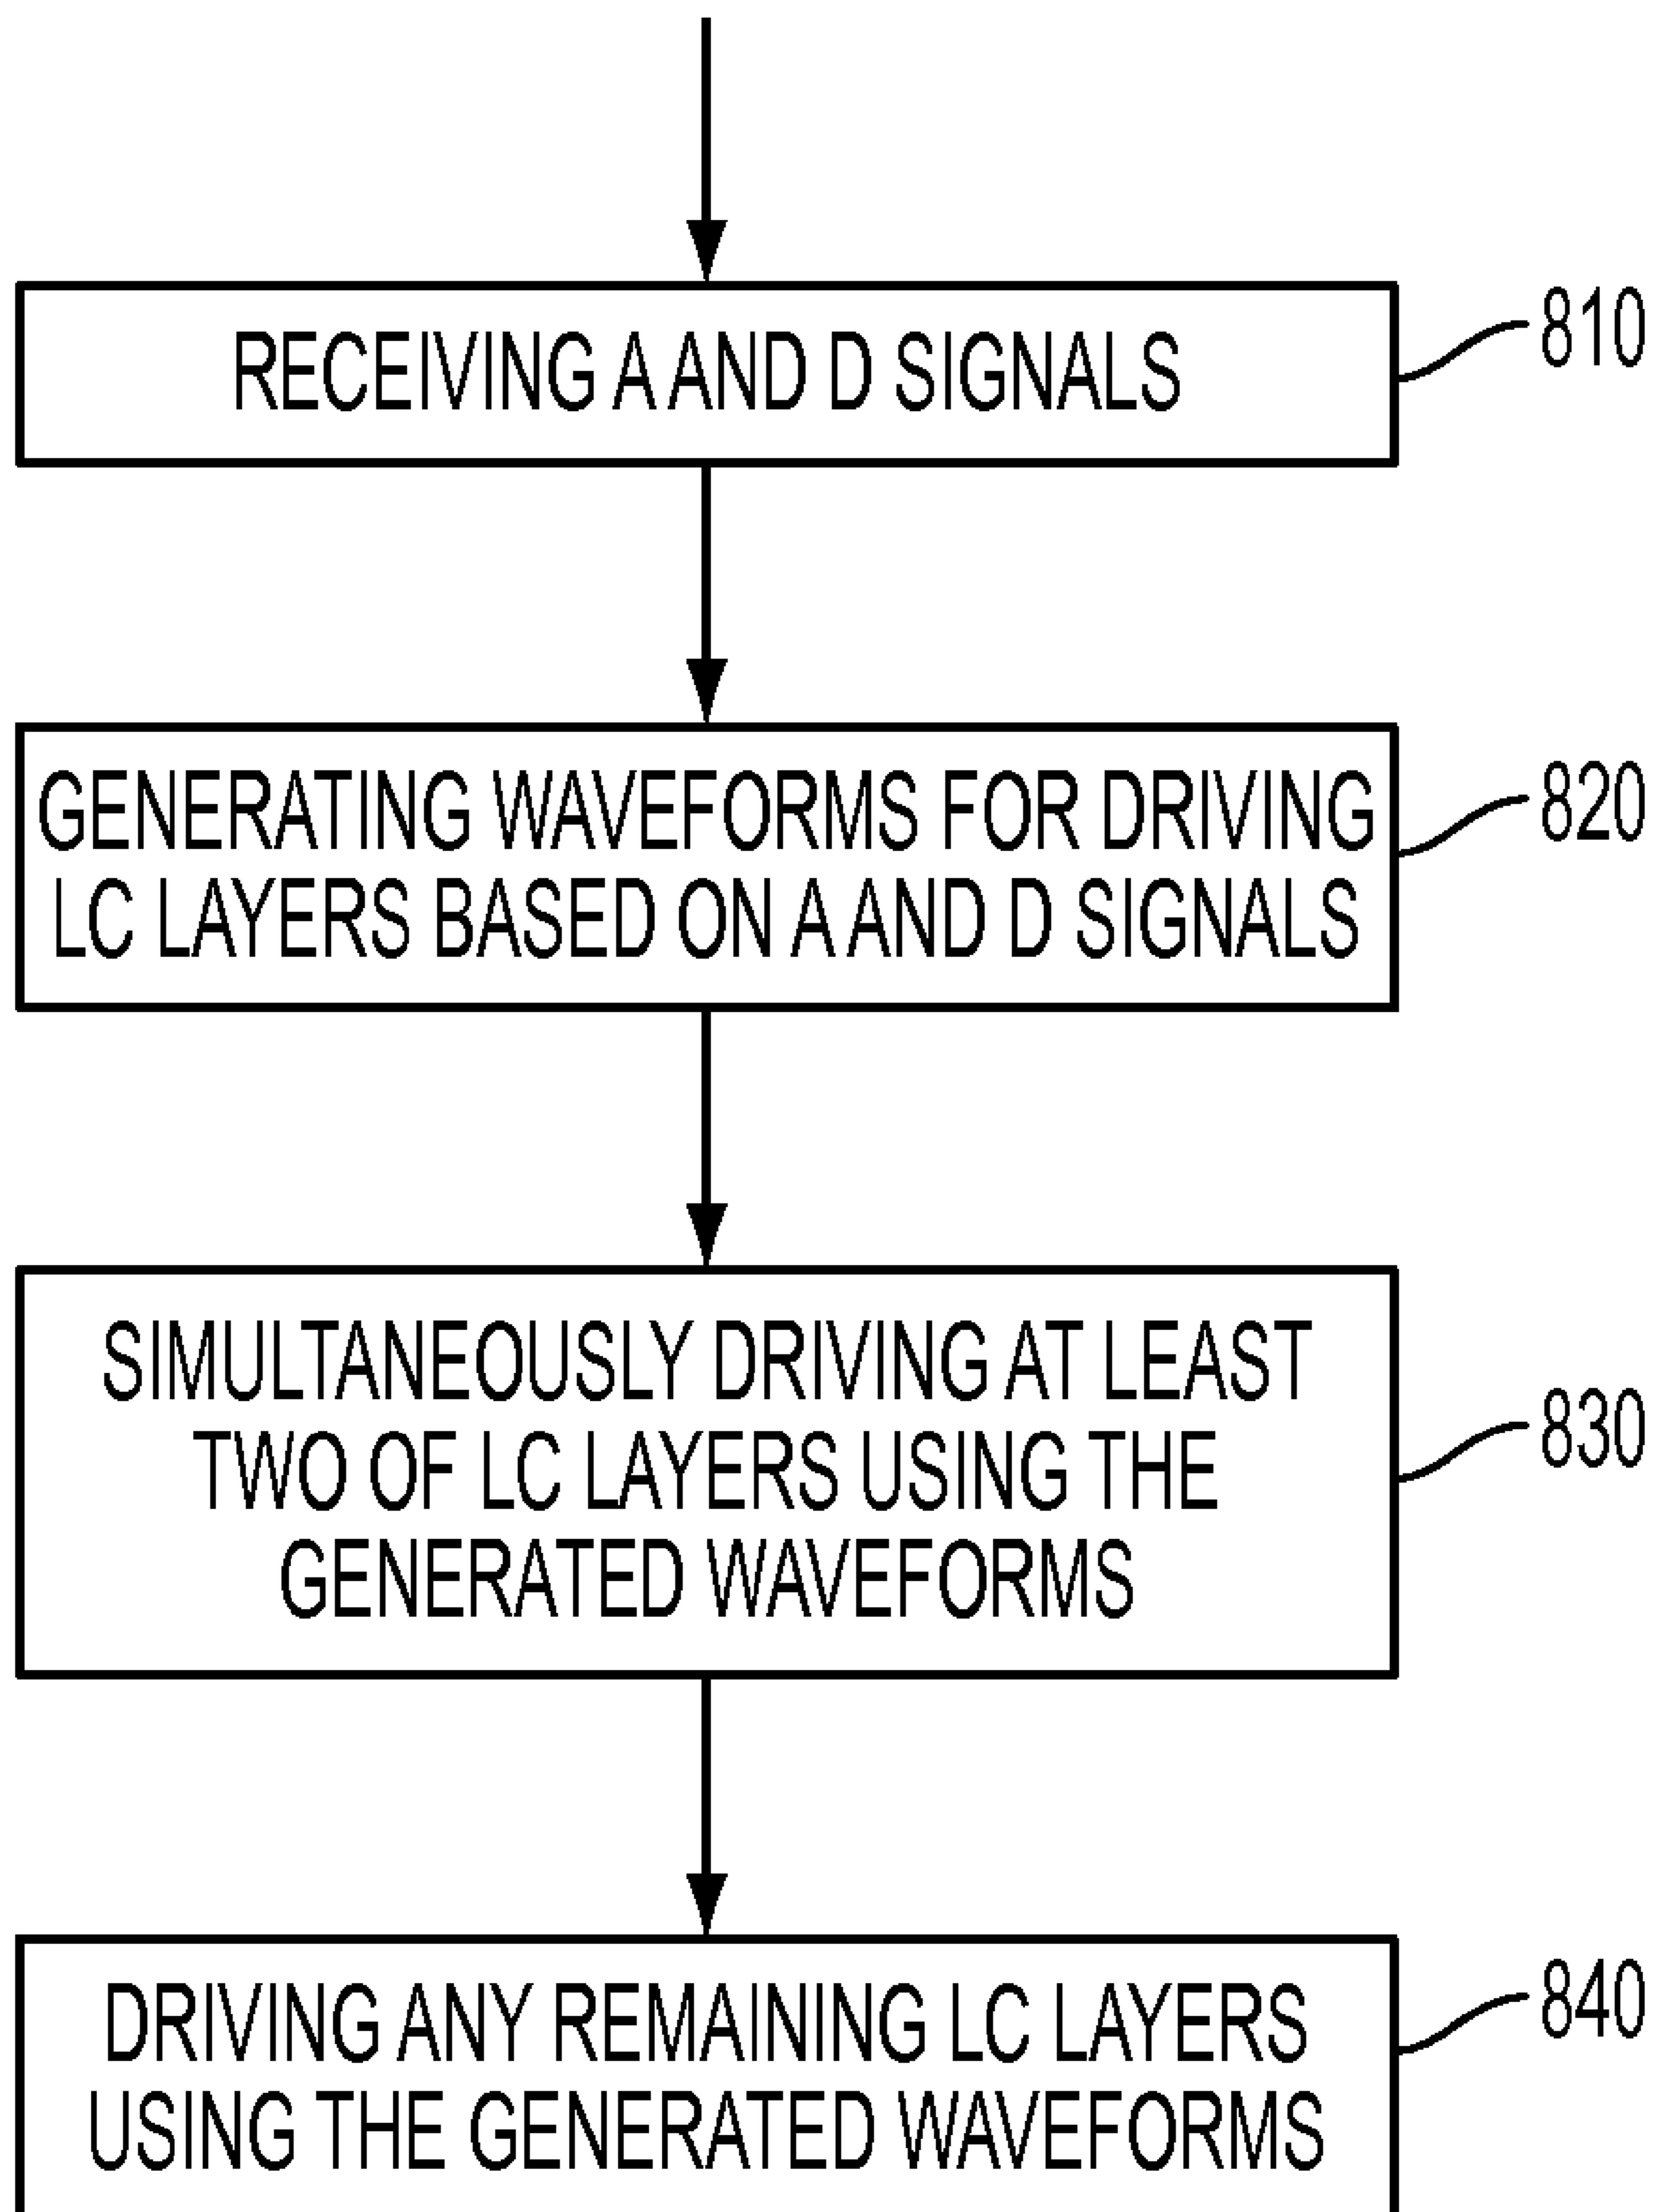 RECEIVING A AND D SIGNALS
810
GENERATING WAVEFORMS FOR DRIVING
LC LAYERS BASED ON A AND D SIGNALS
820
SIMULTANEOUSLY DRIVING AT LEAST
TWO OF LC LAYERS USING THE
GENERATED WAVEFORMS
830
DRIVING ANY REMAINING LC LAYERS
USING THE GENERATED WAVEFORMS
840